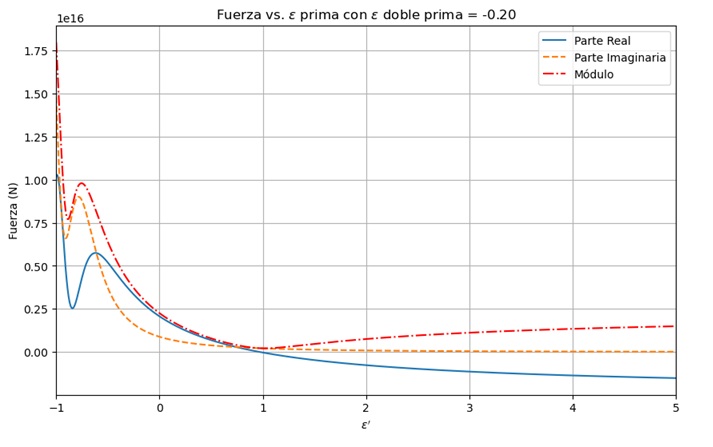 Fuerza vs. ε prima con ε doble prima = -0.20
1e16
Parte Real
Parte Imaginaria
Módulo
1.75
1.50
1.25
1.00
0.75
0.50
0.25
0.00
Fuerza (N)
-1
0
1
2
3
4
5
ε′